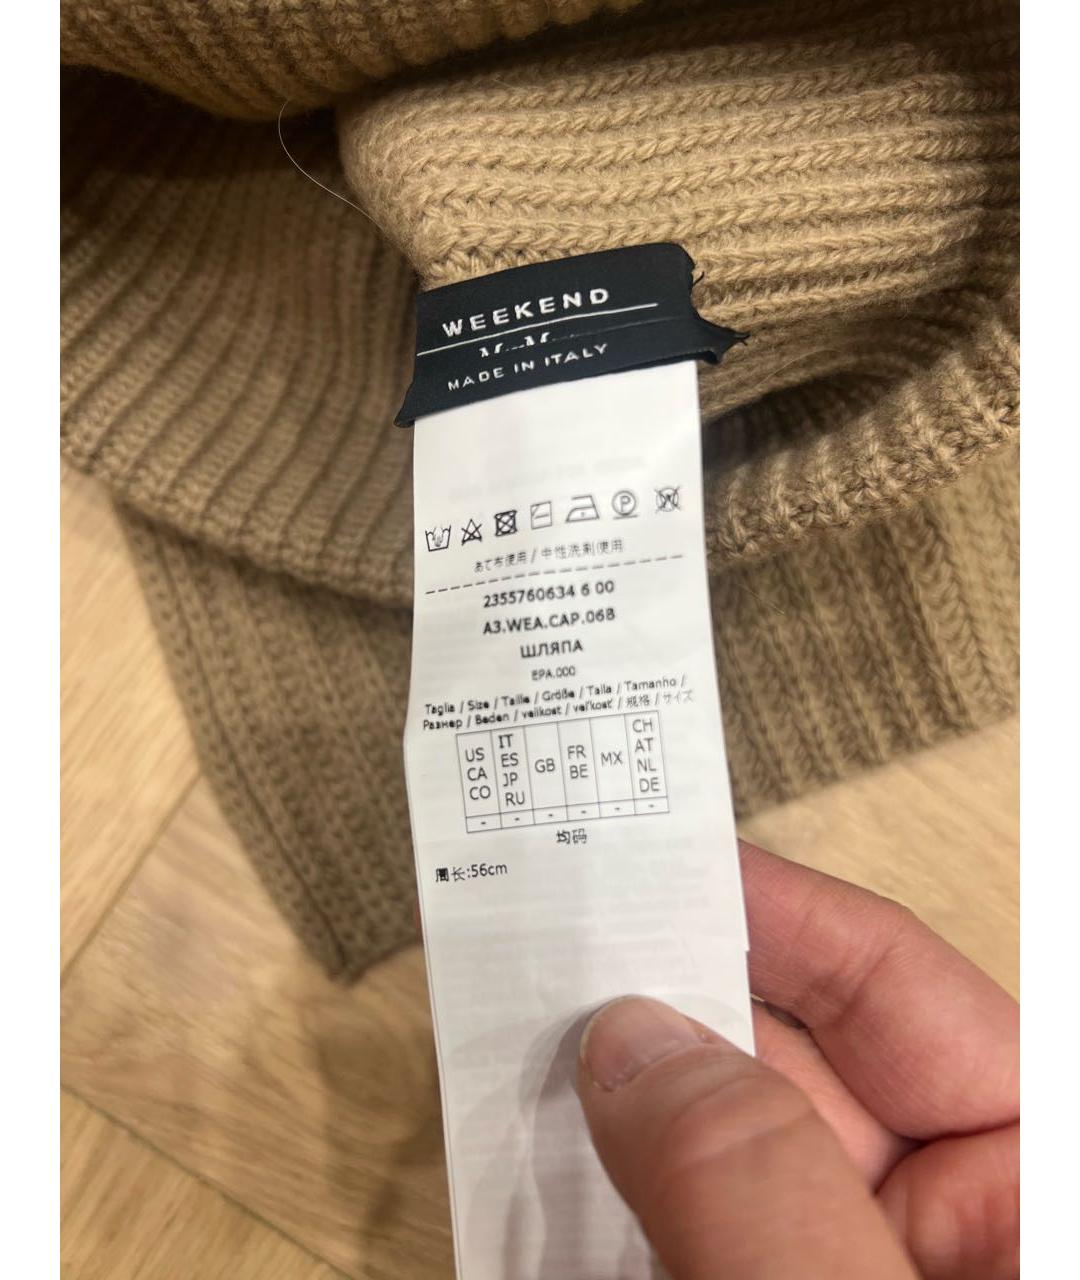 WEEKEND
MADE IN ITALY
P
あて布使用 / 中性洗剤使用
2355760634 6 00
A3.WEA.CAP.06B
ШЛЯПА
EPA.000
Taglia / Size / Taille / Größe / Talla / Tamanho /
Размер / Beden / velikost / veľkosť / 规格 / サイズ
US CA CO IT ES JP RU GB FR BE MX CH AT NL DE
- - - - - -
均码
周长:56cm